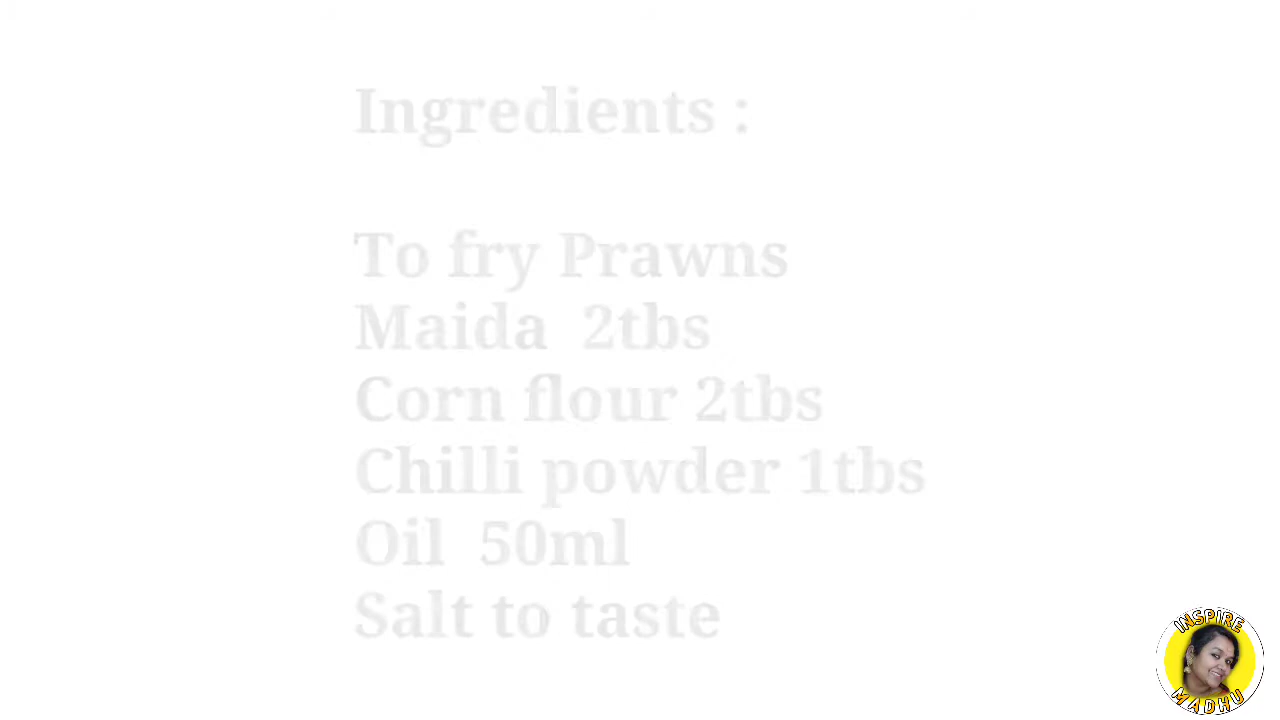 Ingredients :
To fry Prawns
Maida 2tbs
Corn flour 2tbs
Chilli powder 1tbs
Oil 50ml
Salt to taste
INSPIRE
MADHU